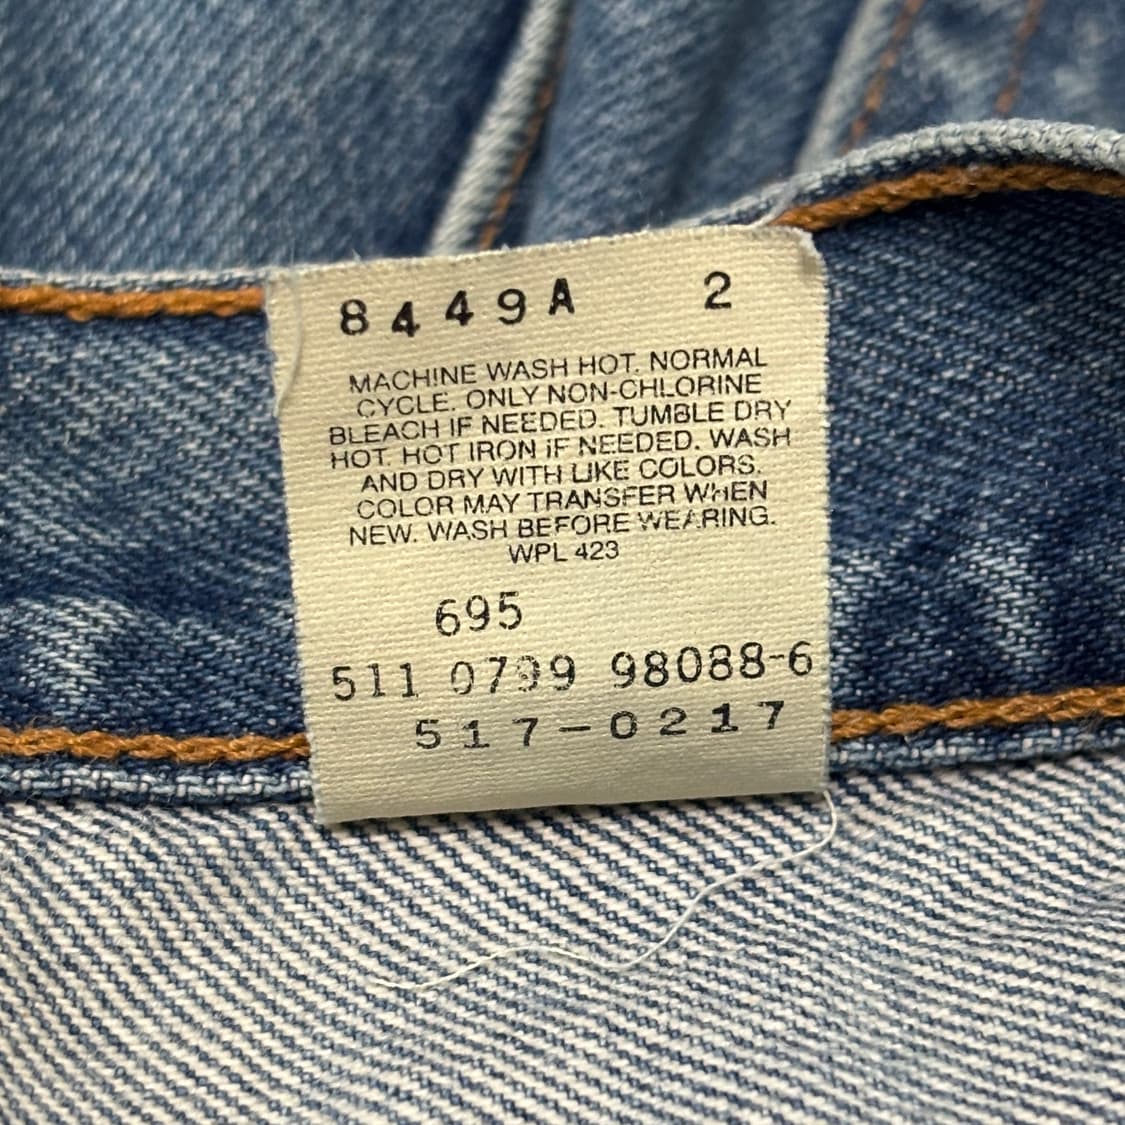 8449A 2
MACHINE WASH HOT. NORMAL
CYCLE. ONLY NON-CHLORINE
BLEACH IF NEEDED. TUMBLE DRY
HOT. HOT IRON IF NEEDED. WASH
AND DRY WITH LIKE COLORS.
COLOR MAY TRANSFER WHEN
NEW. WASH BEFORE WEARING.
WPL 423
695
511 0799 98088-6
517-0217